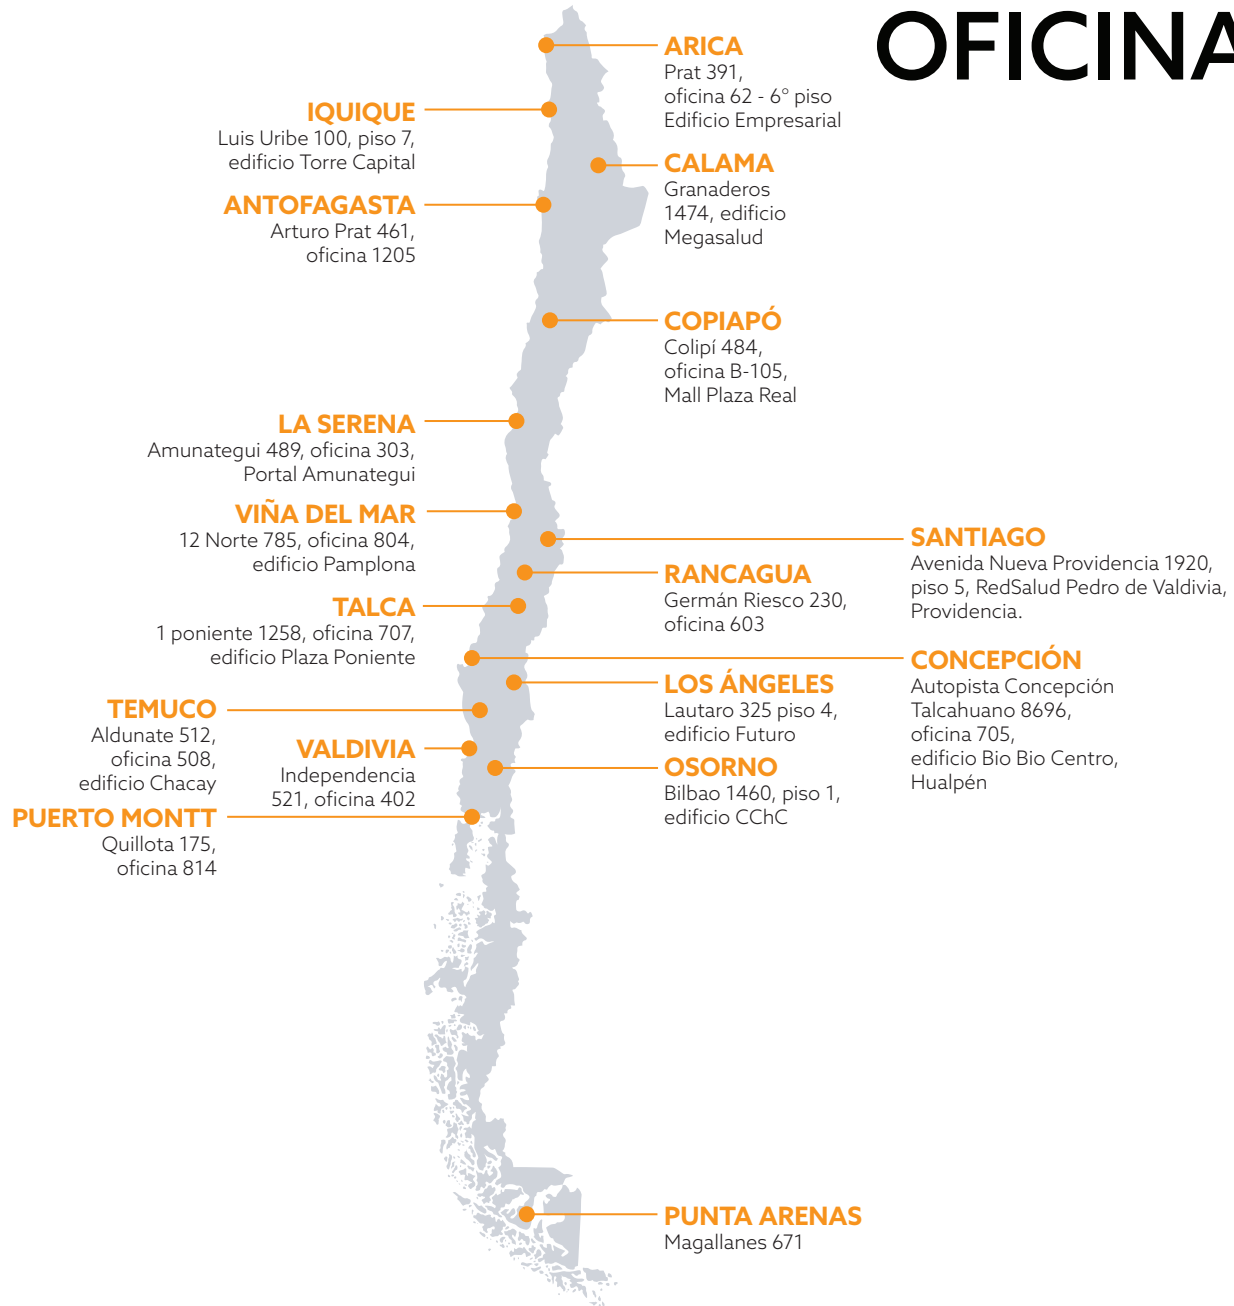 OFICINA
ARICA
Prat 391,
oficina 62 - 6° piso
Edificio Empresarial
IQUIQUE
Luis Uribe 100, piso 7,
edificio Torre Capital
CALAMA
Granaderos
1474, edificio
Megasalud
ANTOFAGASTA
Arturo Prat 461,
oficina 1205
COPIAPÓ
Colipí 484,
oficina B-105,
Mall Plaza Real
LA SERENA
Amunategui 489, oficina 303,
Portal Amunategui
VIÑA DEL MAR
12 Norte 785, oficina 804,
edificio Pamplona
SANTIAGO
Avenida Nueva Providencia 1920,
piso 5, RedSalud Pedro de Valdivia,
Providencia.
RANCAGUA
Germán Riesco 230,
oficina 603
TALCA
1 poniente 1258, oficina 707,
edificio Plaza Poniente
CONCEPCIÓN
Autopista Concepción
Talcahuano 8696,
oficina 705,
edificio Bio Bio Centro,
Hualpén
LOS ÁNGELES
Lautaro 325 piso 4,
edificio Futuro
TEMUCO
Aldunate 512,
oficina 508,
edificio Chacay
VALDIVIA
Independencia
521, oficina 402
OSORNO
Bilbao 1460, piso 1,
edificio CChC
PUERTO MONTT
Quillota 175,
oficina 814
PUNTA ARENAS
Magallanes 671